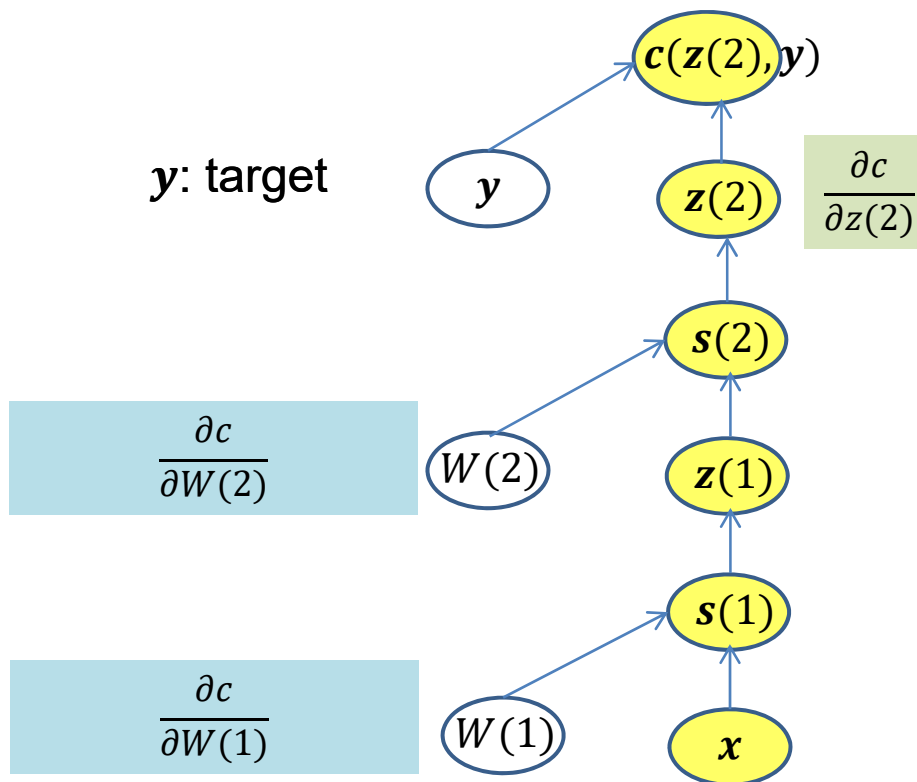 c(z(2), y)
y: target
y
z(2)
∂c
∂z(2)
s(2)
∂c
∂W(2)
W(2)
z(1)
s(1)
∂c
∂W(1)
W(1)
x